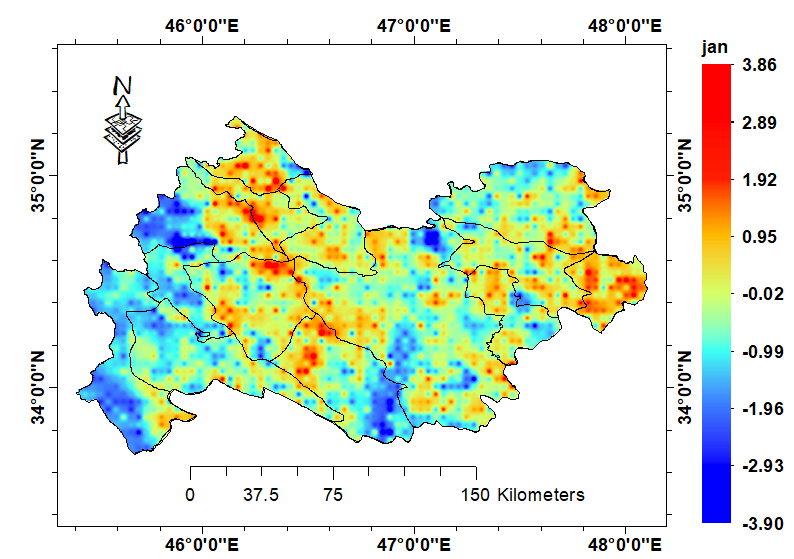 46°0'0"E 47°0'0"E 48°0'0"E
jan
N
35°0'0"N
34°0'0"N
35°0'0"N
34°0'0"N
3.86
2.89
1.92
0.95
-0.02
-0.99
-1.96
-2.93
-3.90
0 37.5 75 150 Kilometers
46°0'0"E 47°0'0"E 48°0'0"E